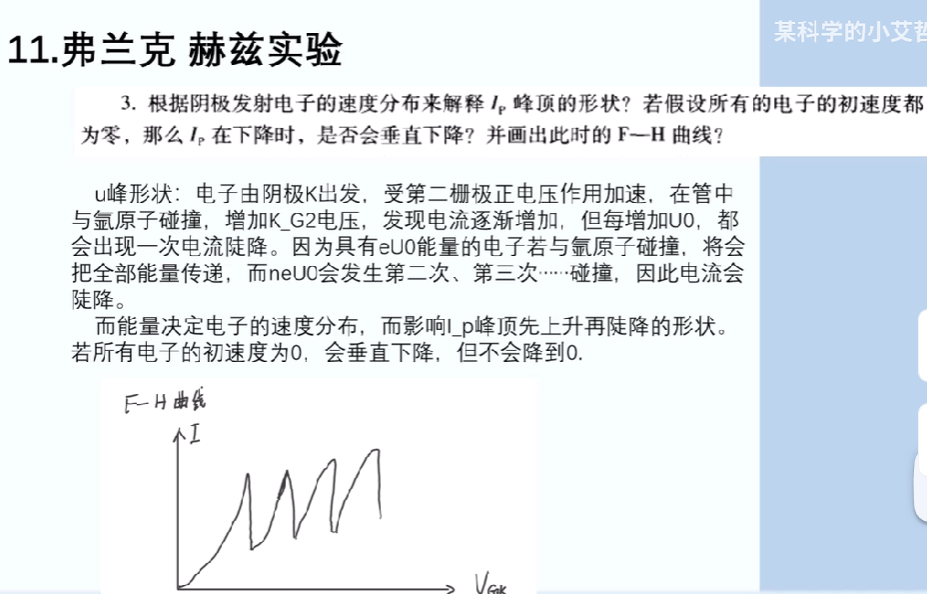 某科学的小艾哲
11.弗兰克 赫兹实验
3. 根据阴极发射电子的速度分布来解释 Iₚ 峰顶的形状？若假设所有的电子的初速度都
为零，那么 Iₚ 在下降时，是否会垂直下降？并画出此时的 F—H 曲线？
u峰形状：电子由阴极K出发，受第二栅极正电压作用加速，在管中
与氩原子碰撞，增加K_G2电压，发现电流逐渐增加，但每增加U0，都
会出现一次电流陡降。因为具有eU0能量的电子若与氩原子碰撞，将会
把全部能量传递，而neU0会发生第二次、第三次……碰撞，因此电流会
陡降。
而能量决定电子的速度分布，而影响I_p峰顶先上升再陡降的形状。
若所有电子的初速度为0，会垂直下降，但不会降到0.
F-H 曲线
I
V_G2K